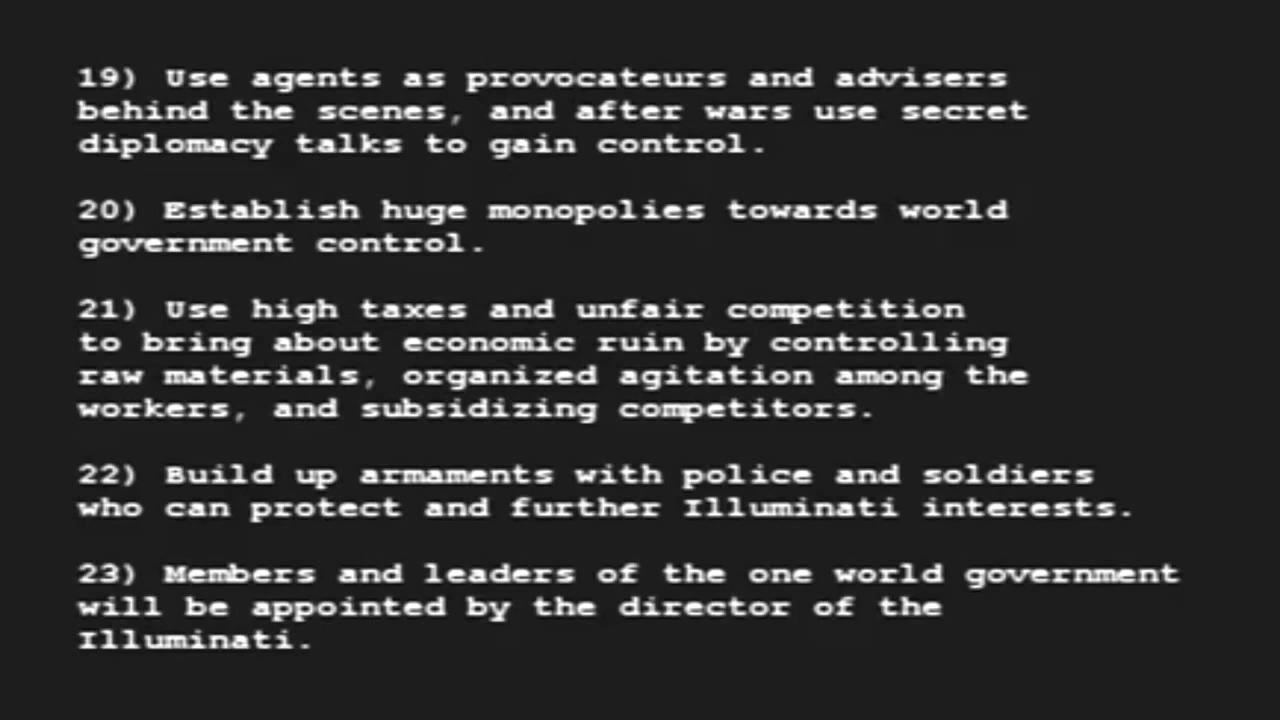 19) Use agents as provocateurs and advisers
behind the scenes, and after wars use secret
diplomacy talks to gain control.
20) Establish huge monopolies towards world
government control.
21) Use high taxes and unfair competition
to bring about economic ruin by controlling
raw materials, organized agitation among the
workers, and subsidizing competitors.
22) Build up armaments with police and soldiers
who can protect and further Illuminati interests.
23) Members and leaders of the one world government
will be appointed by the director of the
Illuminati.